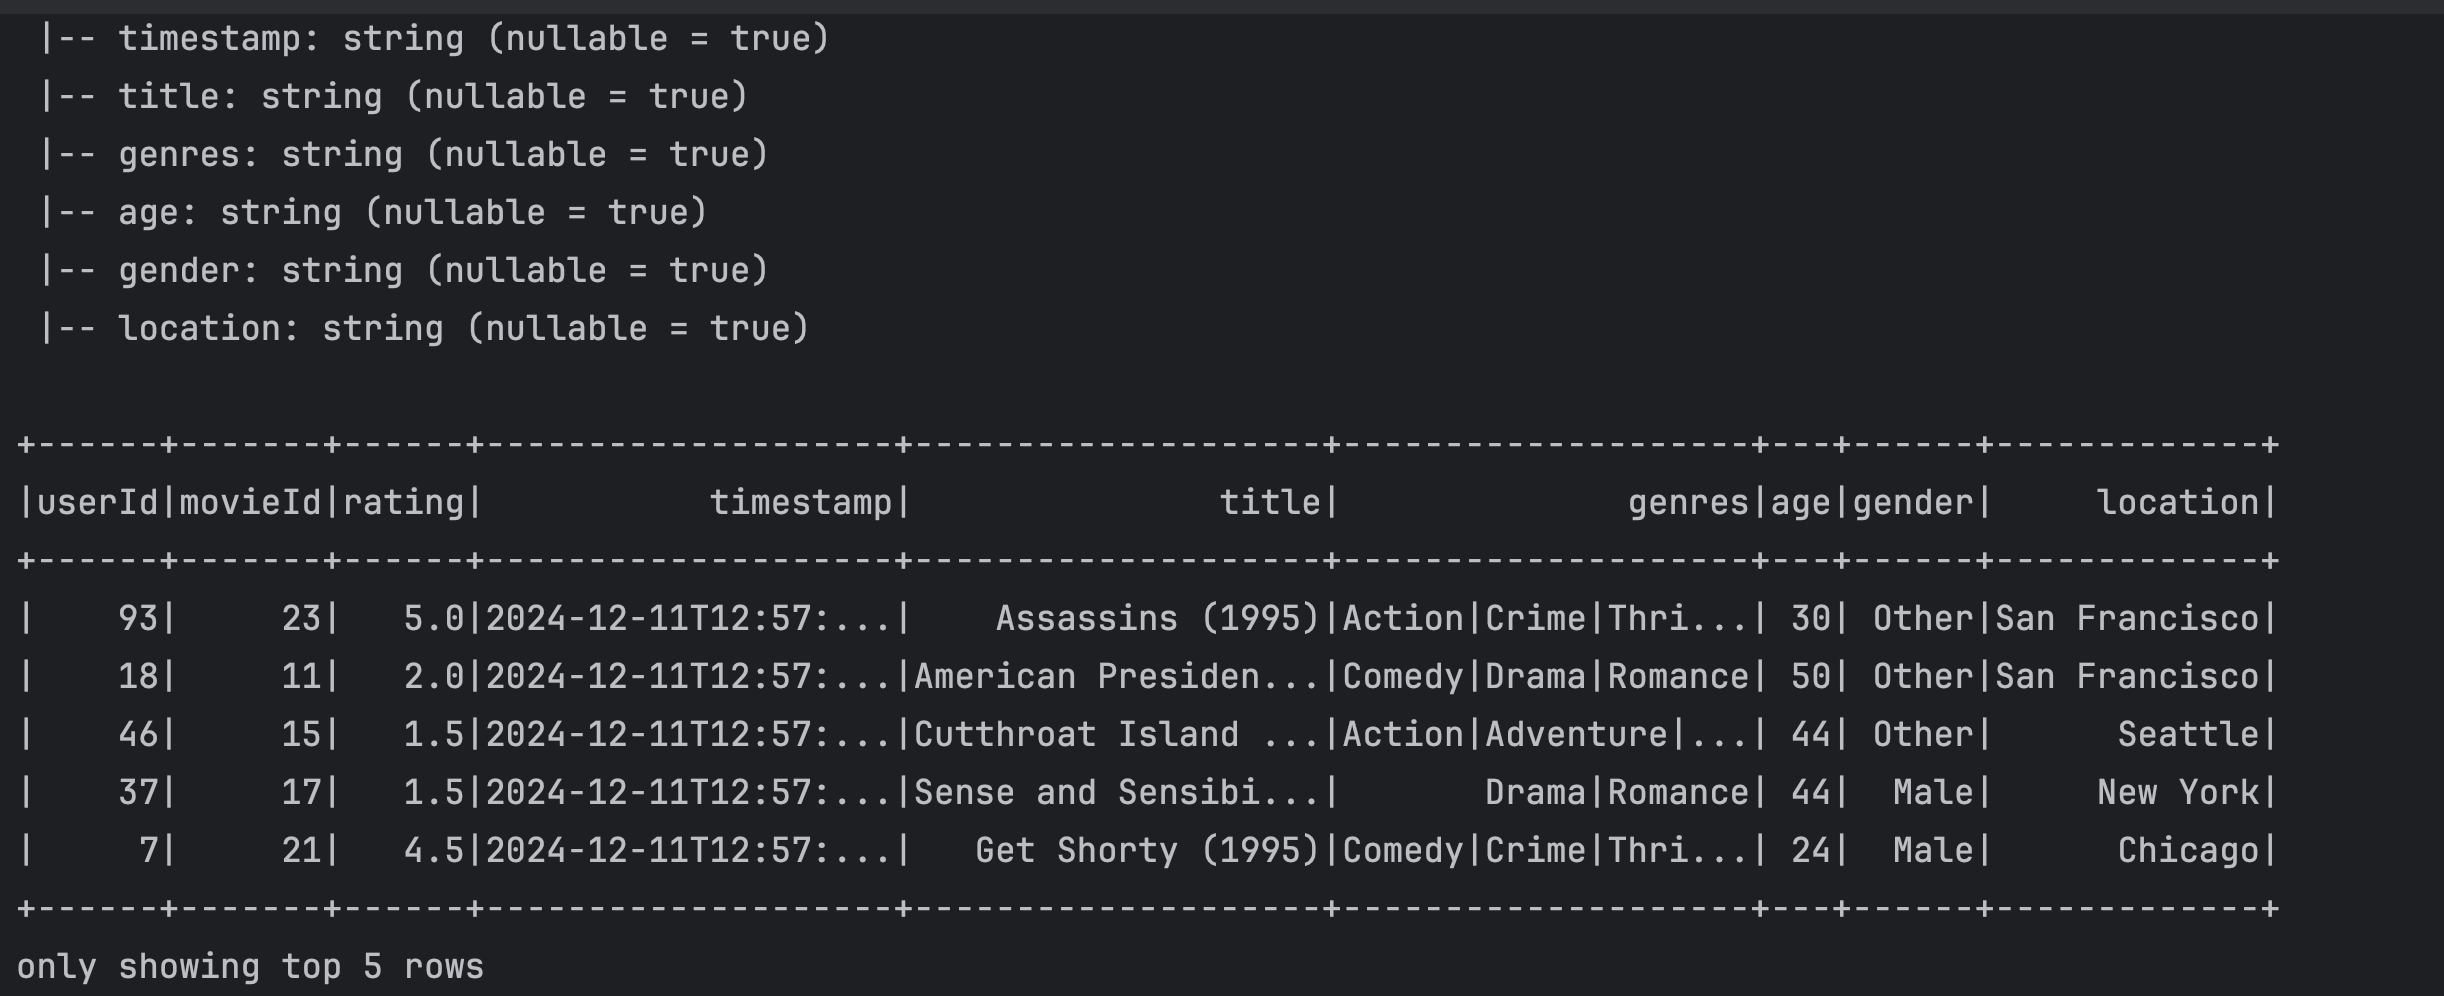 |-- timestamp: string (nullable = true)
 |-- title: string (nullable = true)
 |-- genres: string (nullable = true)
 |-- age: string (nullable = true)
 |-- gender: string (nullable = true)
 |-- location: string (nullable = true)

+------+-------+------+--------------------+--------------------+--------------------+---+------+-------------+
|userId|movieId|rating|           timestamp|               title|              genres|age|gender|     location|
+------+-------+------+--------------------+--------------------+--------------------+---+------+-------------+
|    93|     23|   5.0|2024-12-11T12:57:...|    Assassins (1995)|Action|Crime|Thri...| 30| Other|San Francisco|
|    18|     11|   2.0|2024-12-11T12:57:...|American Presiden...|Comedy|Drama|Romance| 50| Other|San Francisco|
|    46|     15|   1.5|2024-12-11T12:57:...|Cutthroat Island ...|Action|Adventure|...| 44| Other|      Seattle|
|    37|     17|   1.5|2024-12-11T12:57:...|Sense and Sensibi...|       Drama|Romance| 44|  Male|     New York|
|     7|     21|   4.5|2024-12-11T12:57:...|   Get Shorty (1995)|Comedy|Crime|Thri...| 24|  Male|      Chicago|
+------+-------+------+--------------------+--------------------+--------------------+---+------+-------------+
only showing top 5 rows